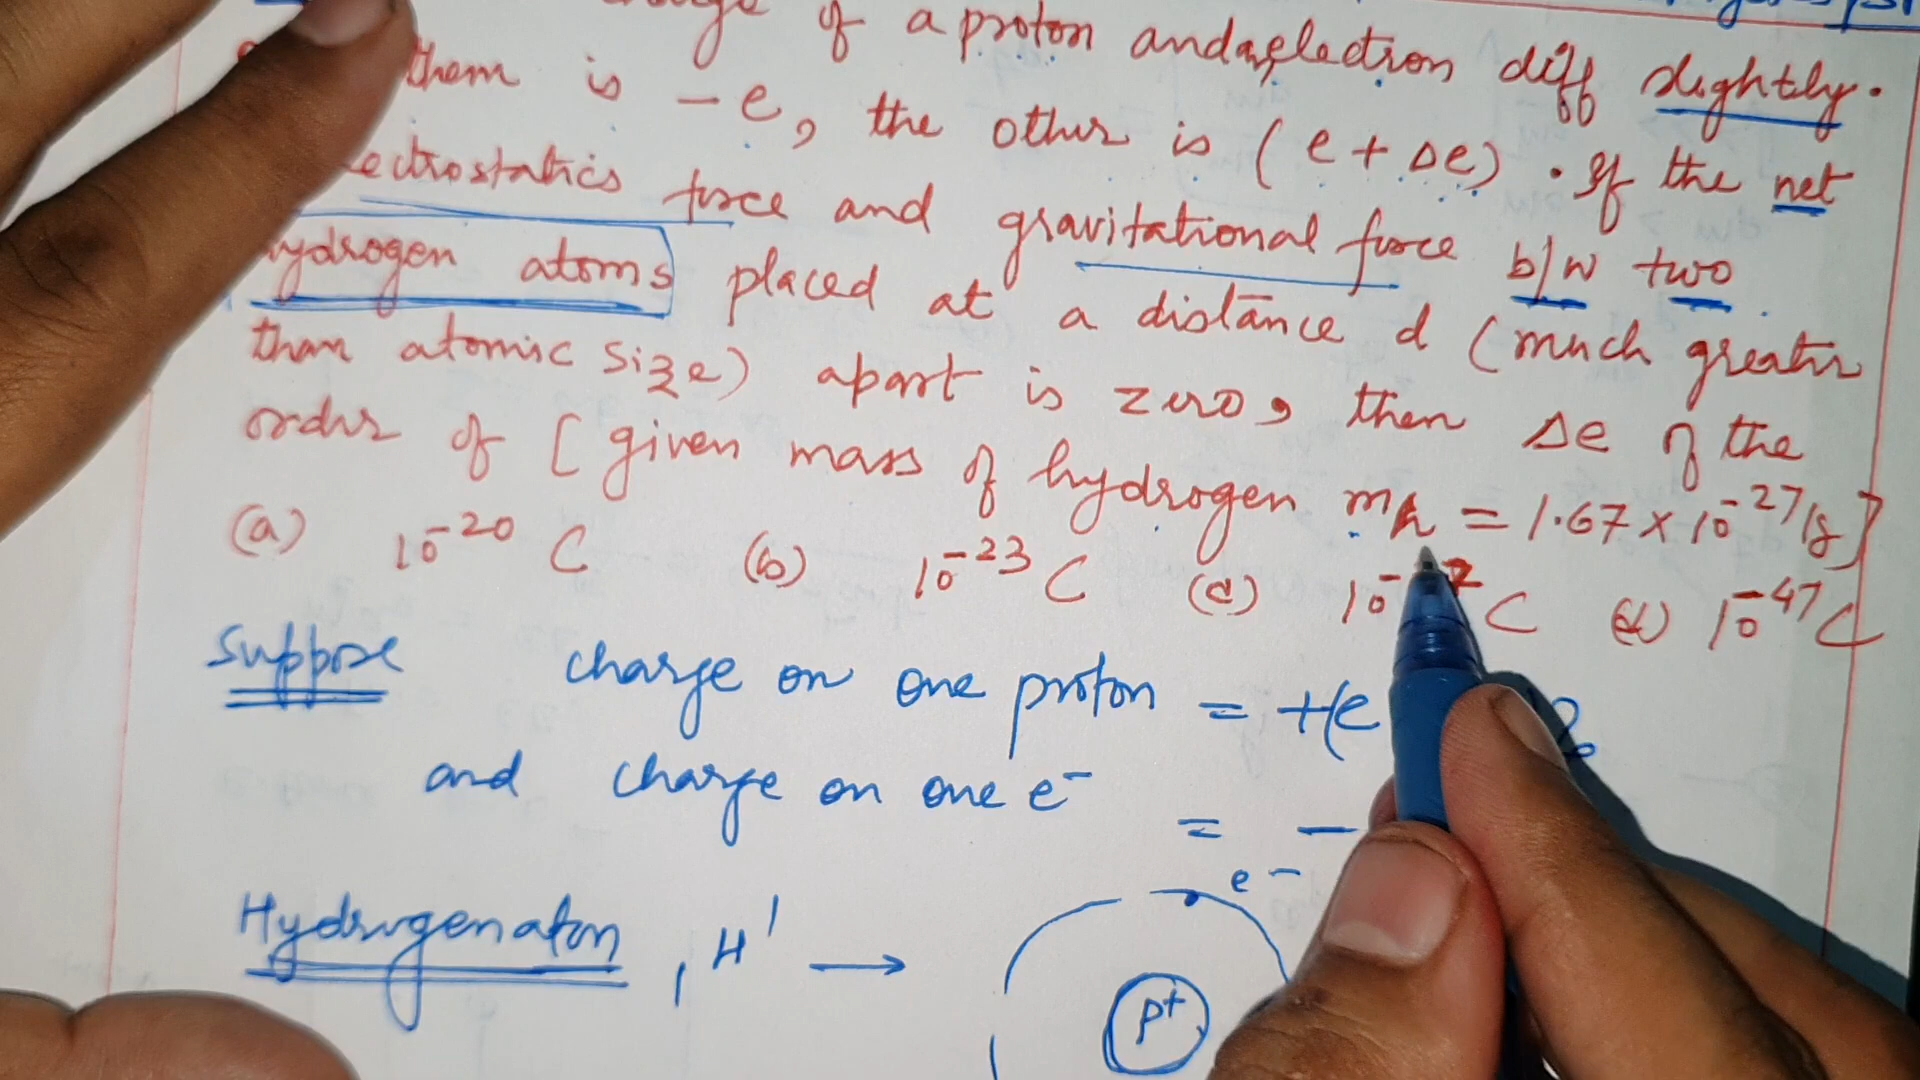 of a proton and a electron diff slightly.
them is - e, the other is (e + Δe). If the net
ectrostatics force and gravitational force b/w two
ydrogen atoms placed at a distance d (much greater
than atomic size) apart is zero, then Δe of the
order of [given mass of hydrogen mh = 1.67 × 10⁻²⁷ kg]
(a) 10⁻²⁰ C (b) 10⁻²³ C (c) 10⁻ C (d) 10⁻⁴⁷ C
Suppose charge on one proton = +(e
and charge on one e⁻ = -
e⁻
Hydrogen atom ₁H¹ →
P⁺